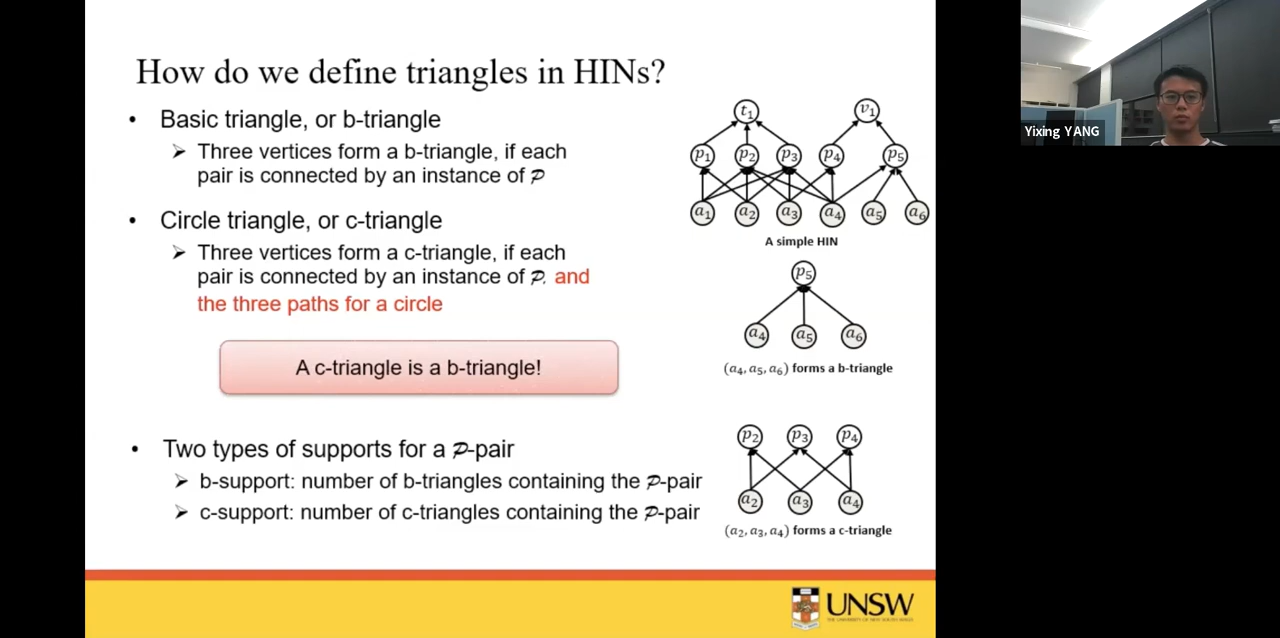 How do we define triangles in HINs?
• Basic triangle, or b-triangle
➢ Three vertices form a b-triangle, if each
pair is connected by an instance of 𝒫
• Circle triangle, or c-triangle
➢ Three vertices form a c-triangle, if each
pair is connected by an instance of 𝒫, and
the three paths for a circle
A c-triangle is a b-triangle!
• Two types of supports for a 𝒫-pair
➢ b-support: number of b-triangles containing the 𝒫-pair
➢ c-support: number of c-triangles containing the 𝒫-pair
t₁ v₁
p₁ p₂ p₃ p₄ p₅
a₁ a₂ a₃ a₄ a₅ a₆
A simple HIN
p₅
a₄ a₅ a₆
(a₄, a₅, a₆) forms a b-triangle
p₂ p₃ p₄
a₂ a₃ a₄
(a₂, a₃, a₄) forms a c-triangle
UNSW
THE UNIVERSITY OF NEW SOUTH WALES
Yixing YANG